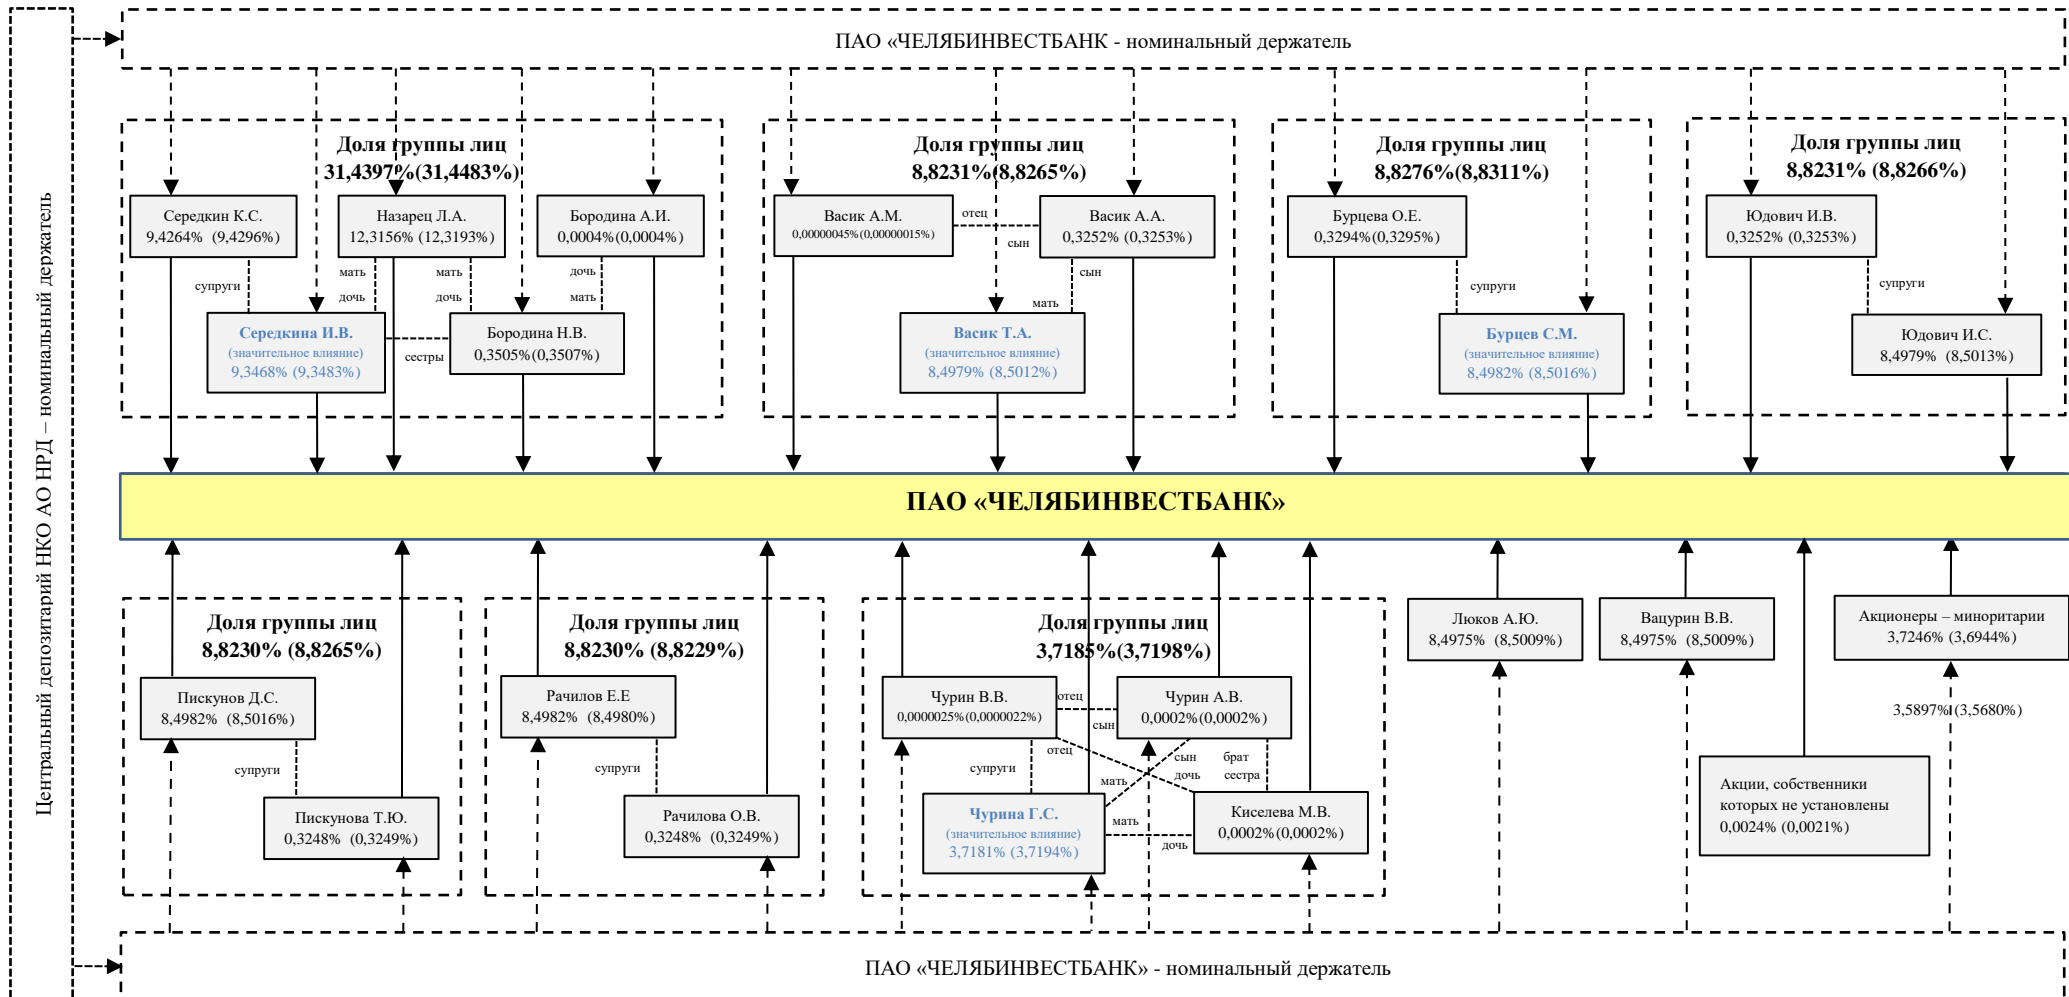 Центральный депозитарий НКО АО НРД – номинальный держатель
ПАО «ЧЕЛЯБИНВЕСТБАНК - номинальный держатель
Доля группы лиц
31,4397%(31,4483%)
Середкин К.С.
9,4264% (9,4296%)
Назарец Л.А.
12,3156% (12,3193%)
Бородина А.И.
0,0004%(0,0004%)
супруги
мать
дочь
мать
дочь
дочь
мать
Середкина И.В.
(значительное влияние)
9,3468% (9,3483%)
сестры
Бородина Н.В.
0,3505%(0,3507%)
Доля группы лиц
8,8231%(8,8265%)
Васик А.М.
0,00000045%(0,00000015%)
отец
сын
Васик А.А.
0,3252% (0,3253%)
сын
мать
Васик Т.А.
(значительное влияние)
8,4979% (8,5012%)
Доля группы лиц
8,8276%(8,8311%)
Бурцева О.Е.
0,3294%(0,3295%)
супруги
Бурцев С.М.
(значительное влияние)
8,4982% (8,5016%)
Доля группы лиц
8,8231% (8,8266%)
Юдович И.В.
0,3252% (0,3253%)
супруги
Юдович И.С.
8,4979% (8,5013%)
ПАО «ЧЕЛЯБИНВЕСТБАНК»
Доля группы лиц
8,8230% (8,8265%)
Пискунов Д.С.
8,4982% (8,5016%)
супруги
Пискунова Т.Ю.
0,3248% (0,3249%)
Доля группы лиц
8,8230% (8,8229%)
Рачилов Е.Е
8,4982% (8,4980%)
супруги
Рачилова О.В.
0,3248% (0,3249%)
Доля группы лиц
3,7185%(3,7198%)
Чурин В.В.
0,0000025%(0,0000022%)
отец
сын
Чурин А.В.
0,0002%(0,0002%)
отец
супруги
мать
сын
дочь
брат
сестра
Чурина Г.С.
(значительное влияние)
3,7181% (3,7194%)
мать
дочь
Киселева М.В.
0,0002%(0,0002%)
Люков А.Ю.
8,4975% (8,5009%)
Вацурин В.В.
8,4975% (8,5009%)
Акционеры – миноритарии
3,7246% (3,6944%)
3,5897% (3,5680%)
Акции, собственники
которых не установлены
0,0024% (0,0021%)
ПАО «ЧЕЛЯБИНВЕСТБАНК» - номинальный держатель